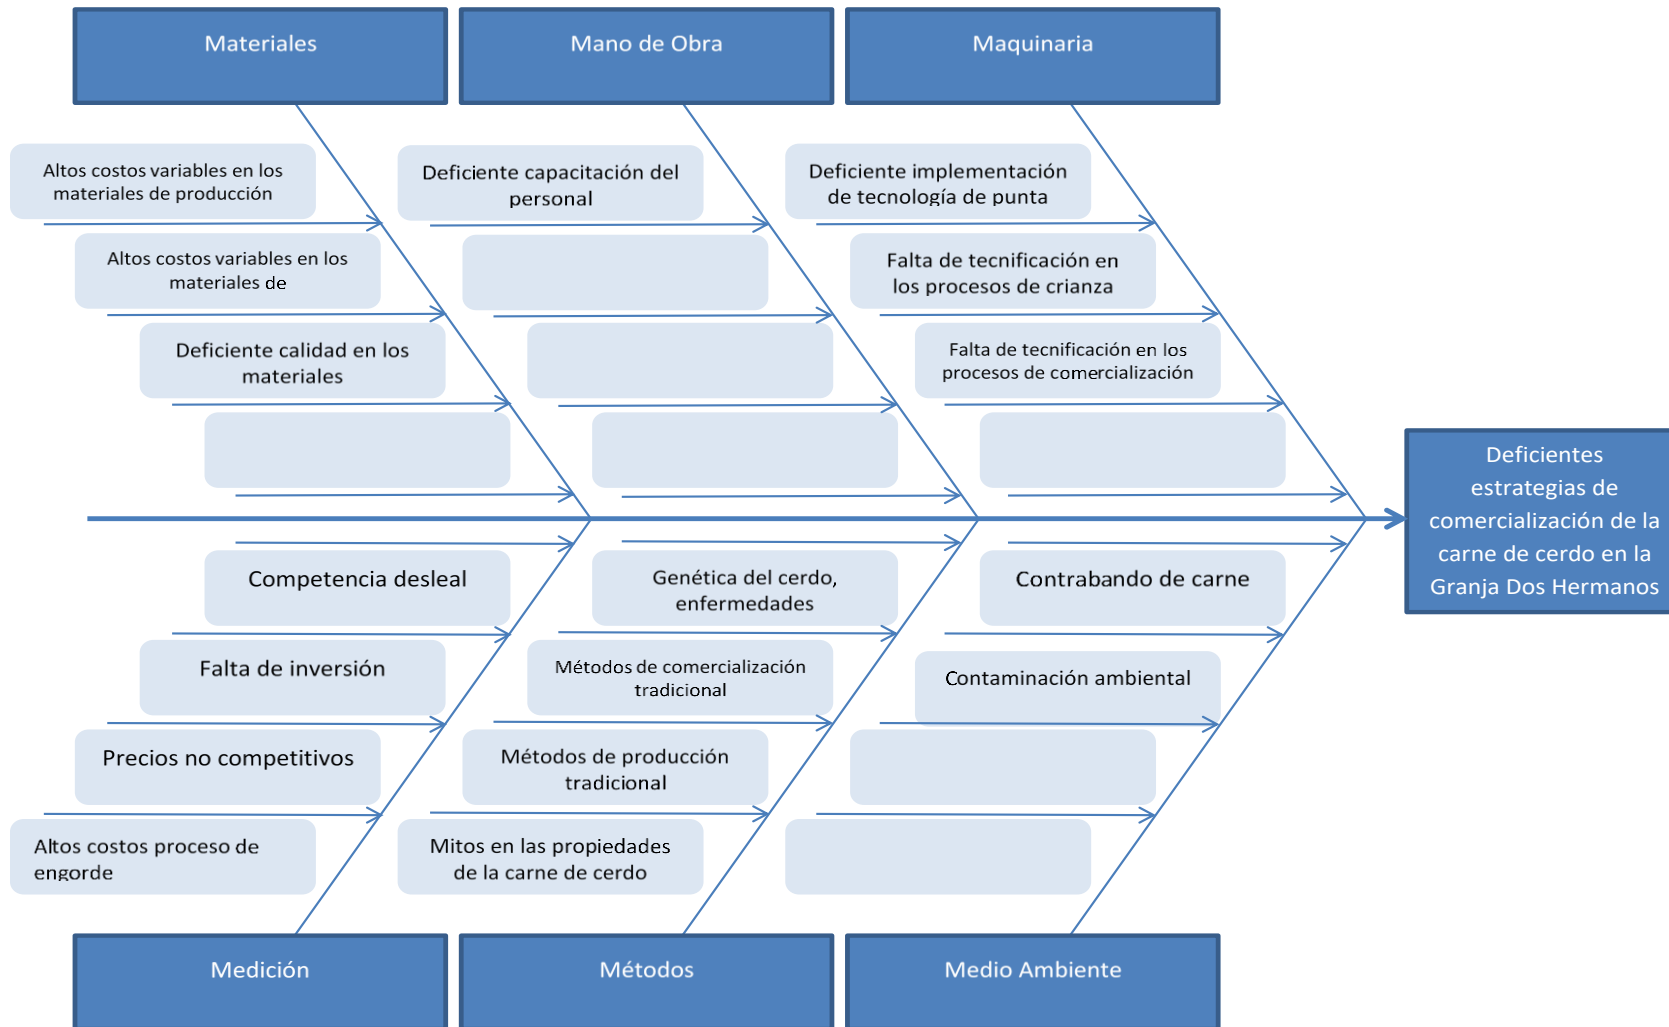 Materiales
Mano de Obra
Maquinaria
Altos costos variables en los
materiales de producción
Deficiente capacitación del
personal
Deficiente implementación
de tecnología de punta
Altos costos variables en los
materiales de
Falta de tecnificación en
los procesos de crianza
Deficiente calidad en los
materiales
Falta de tecnificación en los
procesos de comercialización
Deficientes
estrategias de
comercialización de la
carne de cerdo en la
Granja Dos Hermanos
Competencia desleal
Genética del cerdo,
enfermedades
Contrabando de carne
Falta de inversión
Métodos de comercialización
tradicional
Contaminación ambiental
Precios no competitivos
Métodos de producción
tradicional
Altos costos proceso de
engorde
Mitos en las propiedades
de la carne de cerdo
Medición
Métodos
Medio Ambiente